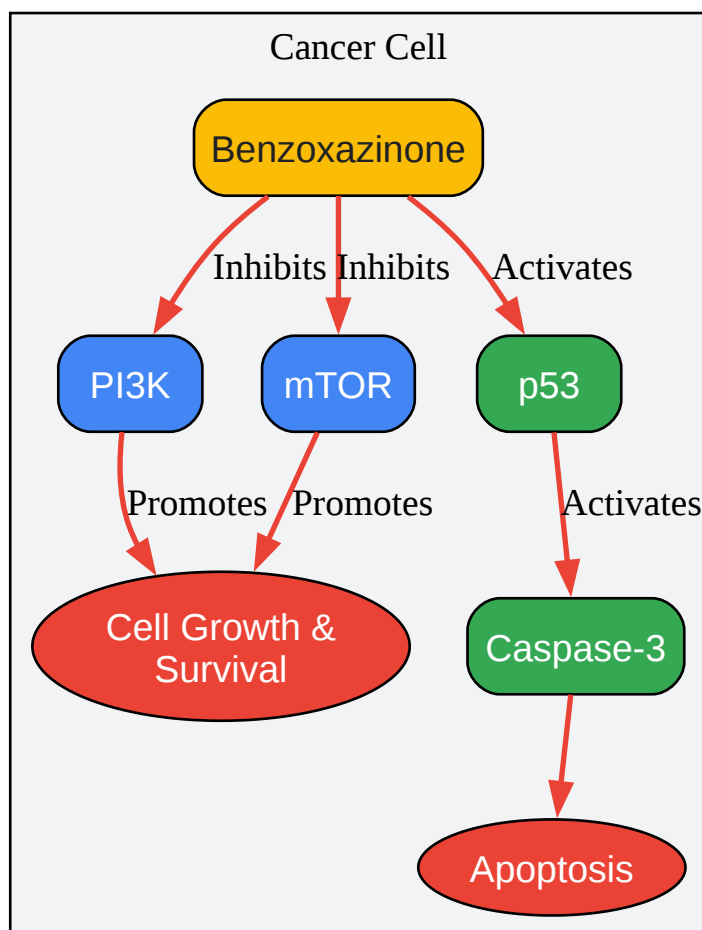 Cancer Cell
Benzoxazinone
Inhibits
Inhibits
Activates
PI3K
mTOR
p53
Promotes
Promotes
Activates
Cell Growth &
Survival
Caspase-3
Apoptosis